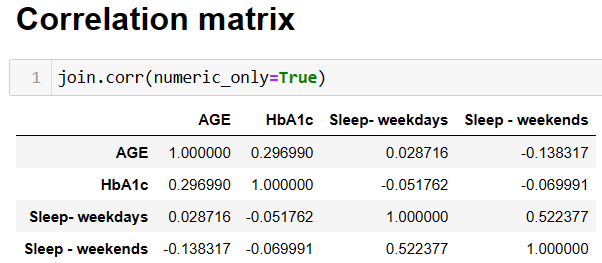 Correlation matrix
1 join.corr(numeric_only=True)
AGE HbA1c Sleep- weekdays Sleep - weekends
AGE 1.000000 0.296990 0.028716 -0.138317
HbA1c 0.296990 1.000000 -0.051762 -0.069991
Sleep- weekdays 0.028716 -0.051762 1.000000 0.522377
Sleep - weekends -0.138317 -0.069991 0.522377 1.000000